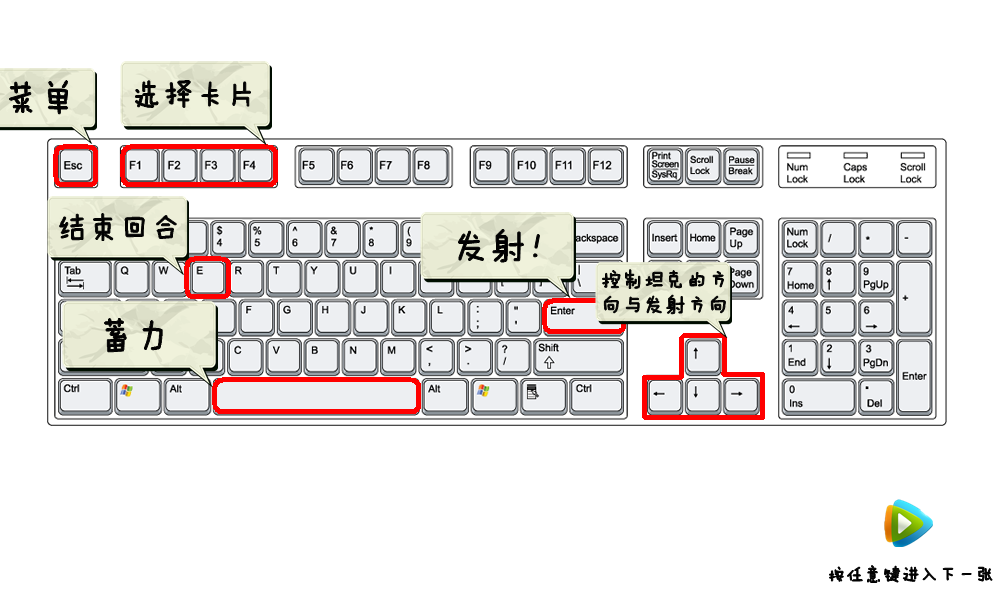 菜单
选择卡片
Esc F1 F2 F3 F4 F5 F6 F7 F8 F9 F10 F11 F12
Print Screen SysRq
Scroll Lock
Pause Break
Num Lock
Caps Lock
Scroll Lock
结束回合
$ 4 % 5 ^ 6 & 7 * 8 ( 9
发射!
ackspace
Insert Home Page Up
Num Lock / * -
Tab Q W E R T Y U I
控制坦克的方
向与发射方向
Page Down
7 Home 8 ↑ 9 PgUp +
蓄力
F G H J K L : ; " ' Enter
4 ← 5 6 →
C V B N M < , > . ? / Shift
↑
1 End 2 ↓ 3 PgDn Enter
Ctrl Alt Alt Ctrl
← ↓ →
0 Ins • Del
按任意键进入下一张